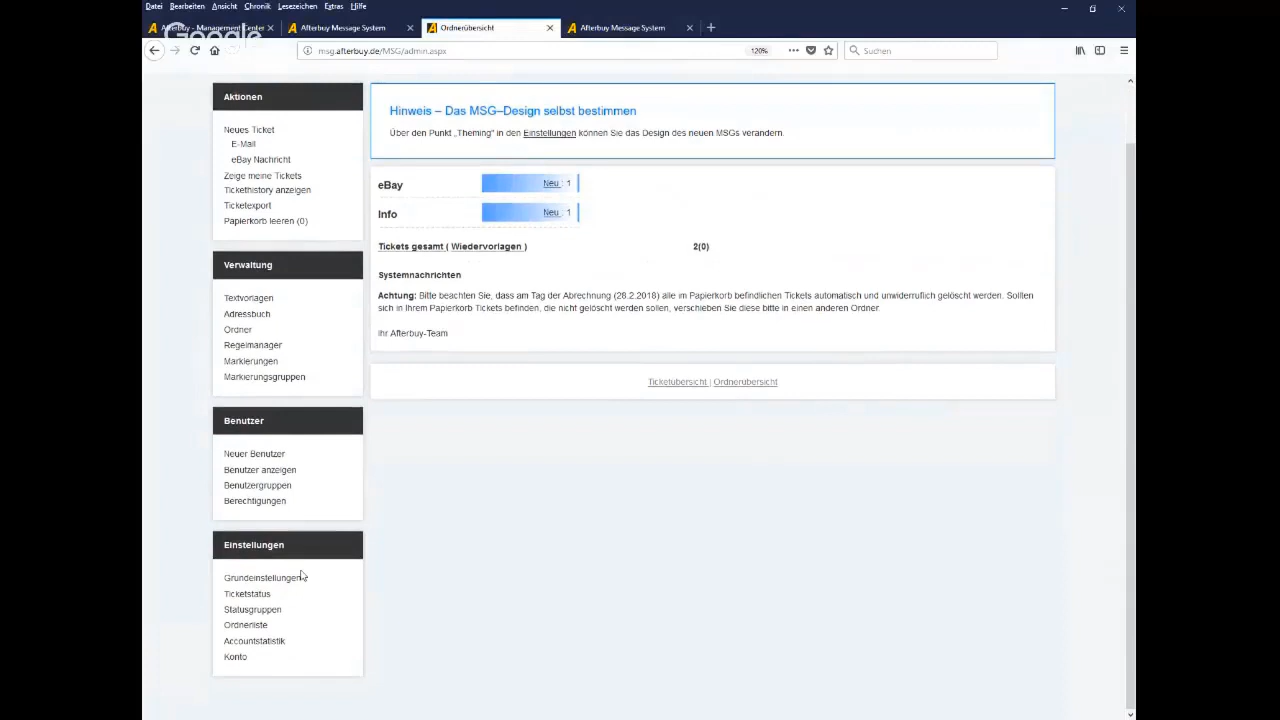 Datei Bearbeiten Ansicht Chronik Lesezeichen Extras Hilfe
Afterbuy - Management Center
Afterbuy Message System
Ordnerübersicht
Afterbuy Message System
Google
msg.afterbuy.de/MSG/admin.aspx
120%
Suchen
Aktionen
Neues Ticket
E-Mail
eBay Nachricht
Zeige meine Tickets
Tickethistory anzeigen
Ticketexport
Papierkorb leeren (0)
Verwaltung
Textvorlagen
Adressbuch
Ordner
Regelmanager
Markierungen
Markierungsgruppen
Benutzer
Neuer Benutzer
Benutzer anzeigen
Benutzergruppen
Berechtigungen
Einstellungen
Grundeinstellungen
Ticketstatus
Statusgruppen
Ordnerliste
Accountstatistik
Konto
Hinweis – Das MSG–Design selbst bestimmen
Über den Punkt „Theming" in den Einstellungen können Sie das Design des neuen MSGs verändern.
eBay Neu : 1
Info Neu : 1
Tickets gesamt ( Wiedervorlagen ) 2(0)
Systemnachrichten
Achtung: Bitte beachten Sie, dass am Tag der Abrechnung (28.2.2018) alle im Papierkorb befindlichen Tickets automatisch und unwiderruflich gelöscht werden. Sollten
sich in Ihrem Papierkorb Tickets befinden, die nicht gelöscht werden sollen, verschieben Sie diese bitte in einen anderen Ordner.
Ihr Afterbuy-Team
Ticketübersicht | Ordnerübersicht